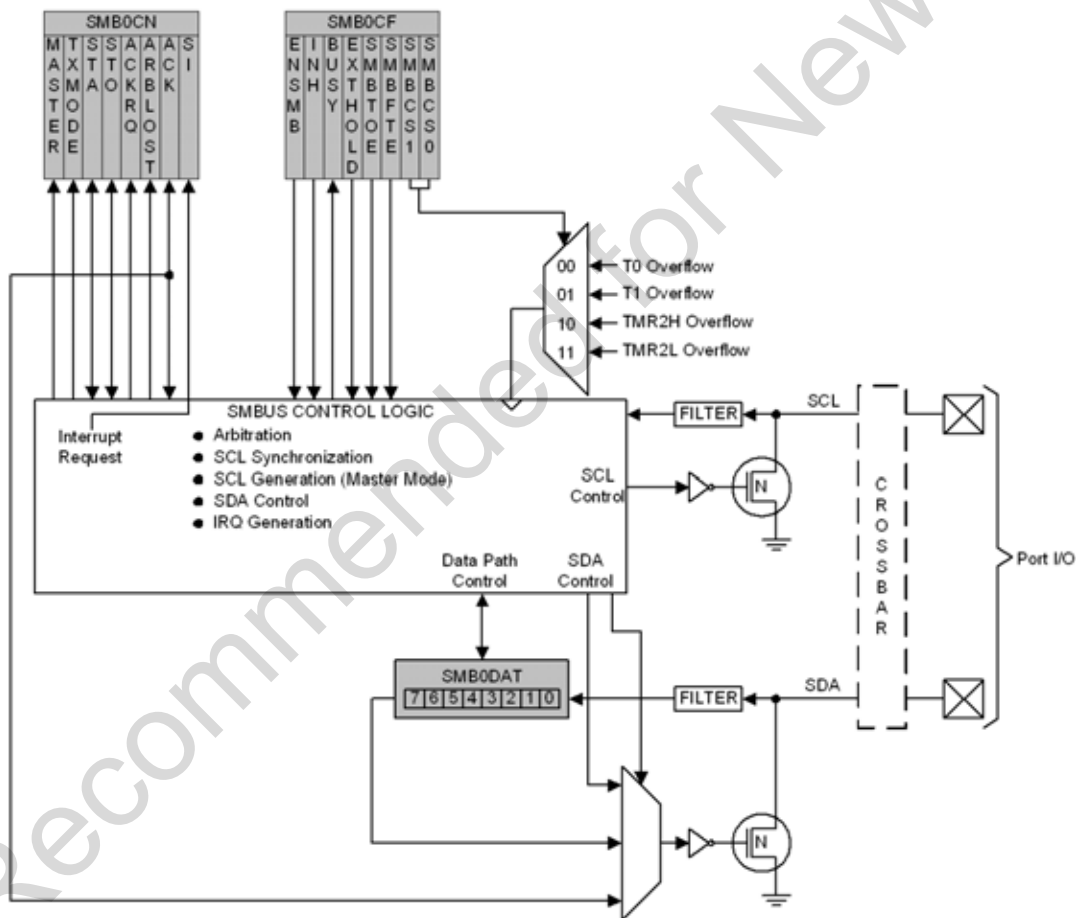 SMB0CN
MASTER
TXMODE
STA
STO
ACKRQ
ARBLOST
ACK
SI
SMB0CF
ENSMB
INH
BUSY
EXTHOLD
SMBTOE
SMBFTE
SMBCS1
SMBCS0
00
T0 Overflow
01
T1 Overflow
10
TMR2H Overflow
11
TMR2L Overflow
SMBUS CONTROL LOGIC
Interrupt
Request
● Arbitration
● SCL Synchronization
● SCL Generation (Master Mode)
● SDA Control
● IRQ Generation
SCL
Control
Data Path
Control
SDA
Control
FILTER
SCL
N
CROSSBAR
Port I/O
SMB0DAT
7 6 5 4 3 2 1 0
FILTER
SDA
N
Recommended for New